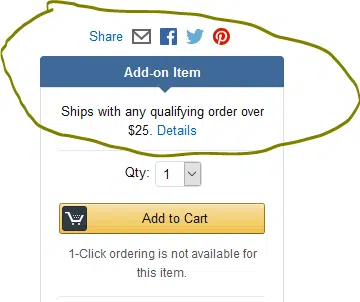 Share
Add-on Item
Ships with any qualifying order over
$25. Details
Qty: 1
Add to Cart
1-Click ordering is not available for
this item.